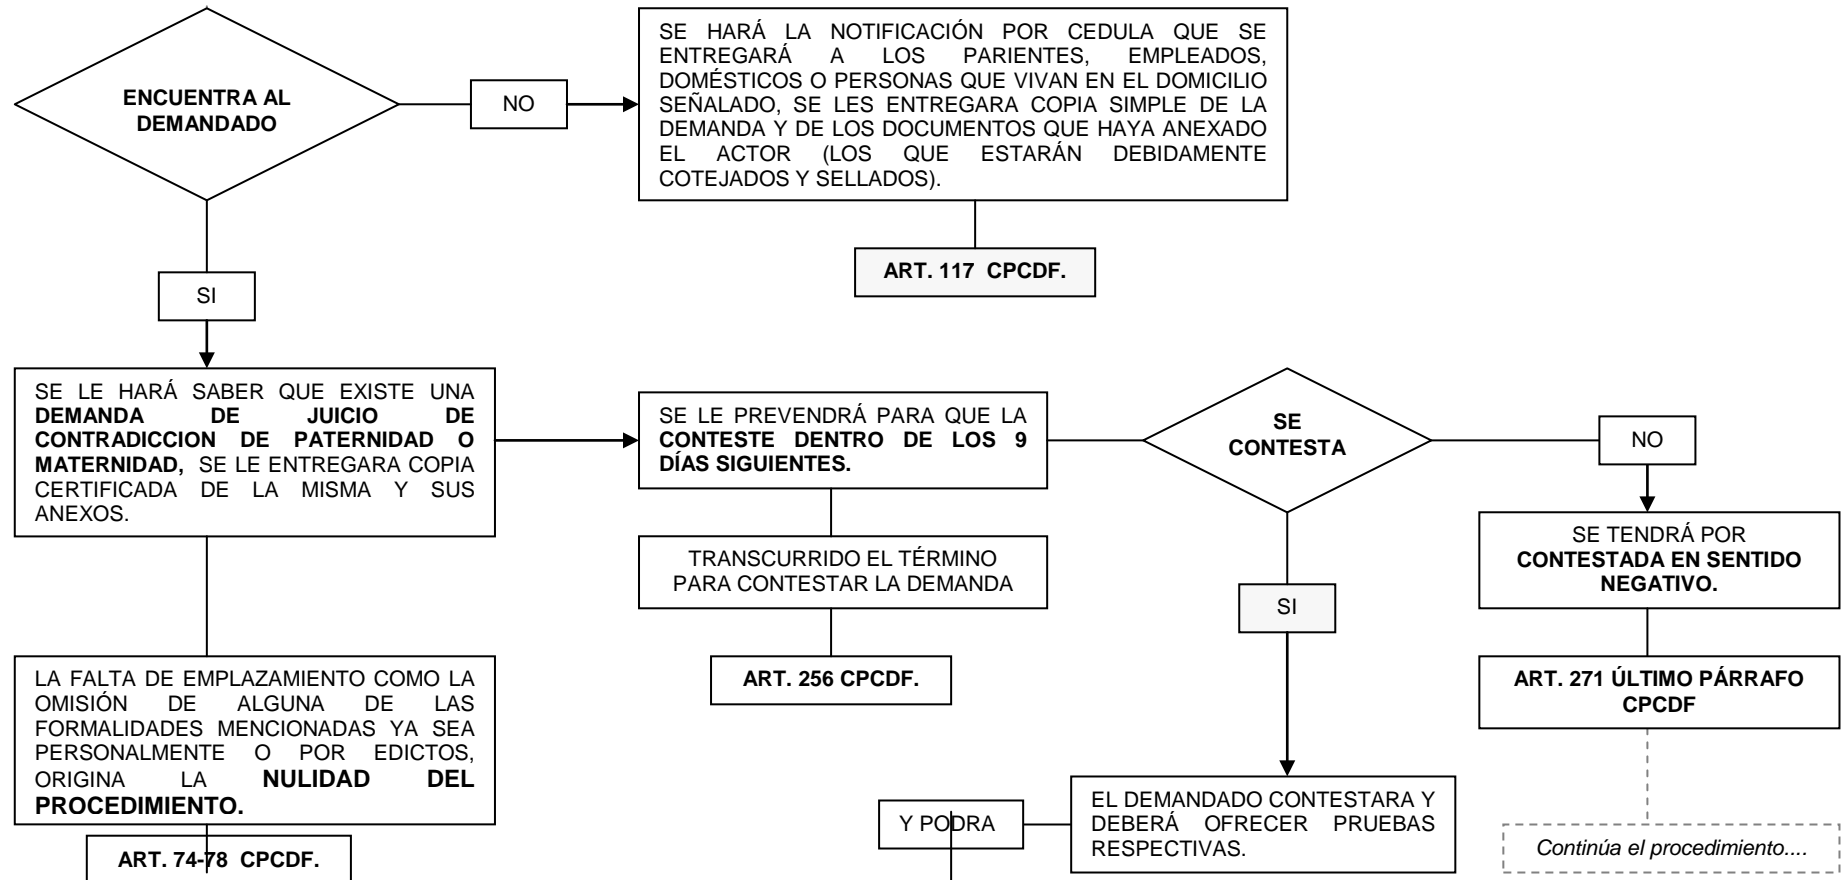 ENCUENTRA AL
DEMANDADO
NO
SE HARÁ LA NOTIFICACIÓN POR CEDULA QUE SE
ENTREGARÁ A LOS PARIENTES, EMPLEADOS,
DOMÉSTICOS O PERSONAS QUE VIVAN EN EL DOMICILIO
SEÑALADO, SE LES ENTREGARA COPIA SIMPLE DE LA
DEMANDA Y DE LOS DOCUMENTOS QUE HAYA ANEXADO
EL ACTOR (LOS QUE ESTARÁN DEBIDAMENTE
COTEJADOS Y SELLADOS).
ART. 117 CPCDF.
SI
SE LE HARÁ SABER QUE EXISTE UNA
DEMANDA DE JUICIO DE
CONTRADICCION DE PATERNIDAD O
MATERNIDAD, SE LE ENTREGARA COPIA
CERTIFICADA DE LA MISMA Y SUS
ANEXOS.
SE LE PREVENDRÁ PARA QUE LA
CONTESTE DENTRO DE LOS 9
DÍAS SIGUIENTES.
SE
CONTESTA
NO
TRANSCURRIDO EL TÉRMINO
PARA CONTESTAR LA DEMANDA
SI
SE TENDRÁ POR
CONTESTADA EN SENTIDO
NEGATIVO.
LA FALTA DE EMPLAZAMIENTO COMO LA
OMISIÓN DE ALGUNA DE LAS
FORMALIDADES MENCIONADAS YA SEA
PERSONALMENTE O POR EDICTOS,
ORIGINA LA NULIDAD DEL
PROCEDIMIENTO.
ART. 256 CPCDF.
ART. 271 ÚLTIMO PÁRRAFO
CPCDF
Y PODRA
EL DEMANDADO CONTESTARA Y
DEBERÁ OFRECER PRUEBAS
RESPECTIVAS.
ART. 74-78 CPCDF.
Continúa el procedimiento....